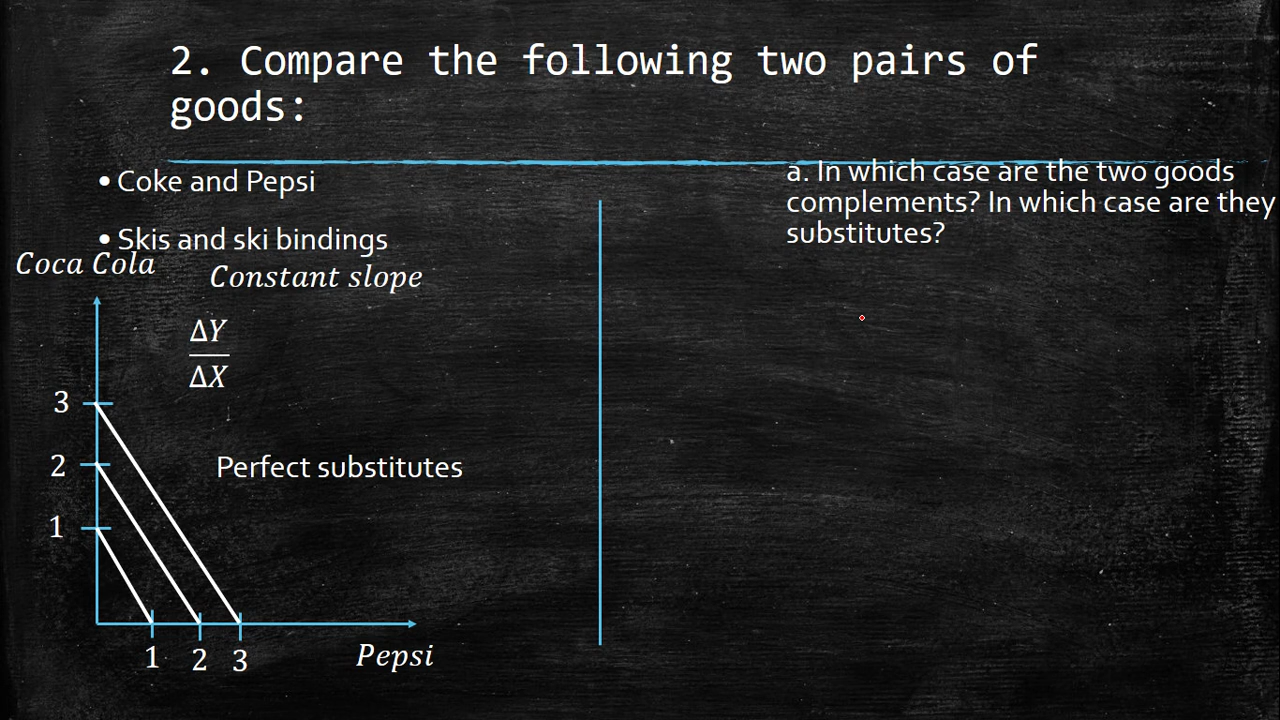 2. Compare the following two pairs of
goods:
• Coke and Pepsi
• Skis and ski bindings
Coca Cola
Constant slope
ΔY
ΔX
3
2
1
Perfect substitutes
1 2 3
Pepsi
a. In which case are the two goods
complements? In which case are they
substitutes?